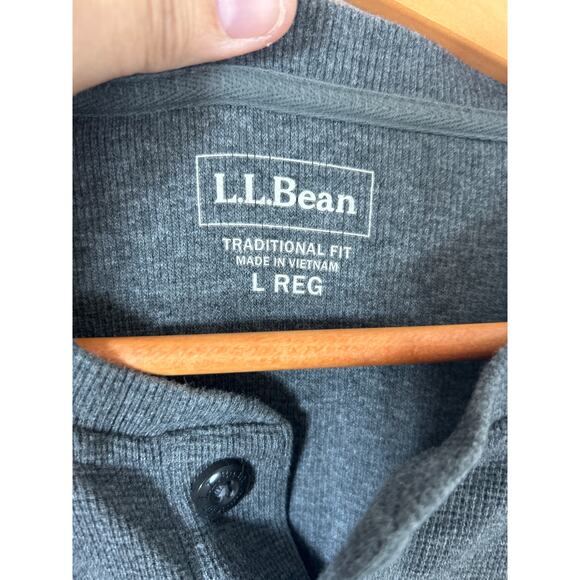 L.L.Bean
TRADITIONAL FIT
MADE IN VIETNAM
L REG